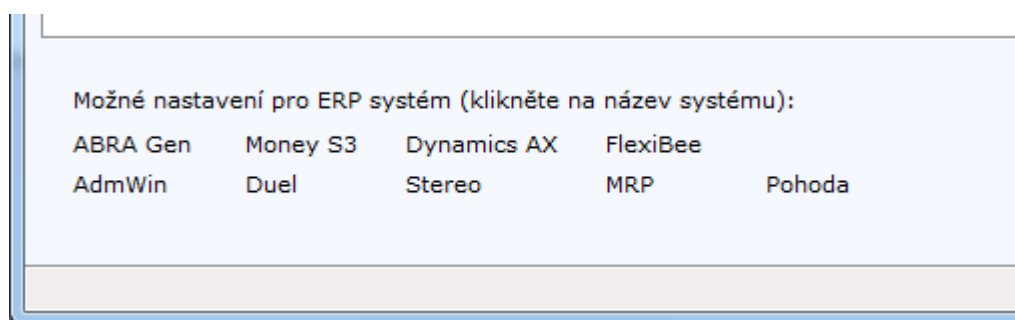 Možné nastavení pro ERP systém (klikněte na název systému):
ABRA Gen Money S3 Dynamics AX FlexiBee
AdmWin Duel Stereo MRP Pohoda